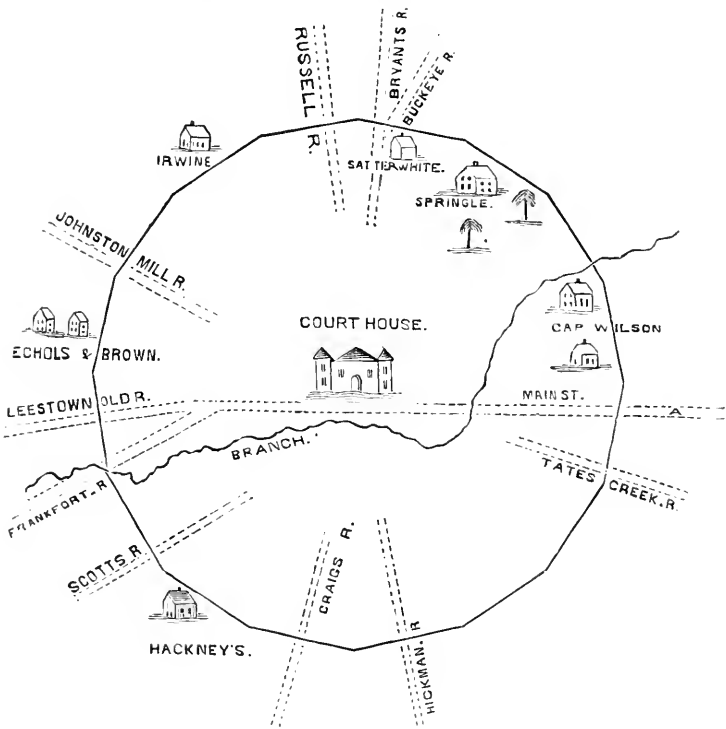 RUSSELL R.
BRYANTS R.
BUCKEYE R.
IRWINE
SATTERWHITE.
SPRINGLE.
JOHNSTON MILL R.
COURT HOUSE.
CAP WILSON
ECHOLS & BROWN.
LEESTOWN OLD R.
MAIN ST.
A
BRANCH.
TATES CREEK. R.
FRANKFORT. R
SCOTTS R.
CRAIGS R.
HICKMAN. R
HACKNEY'S.